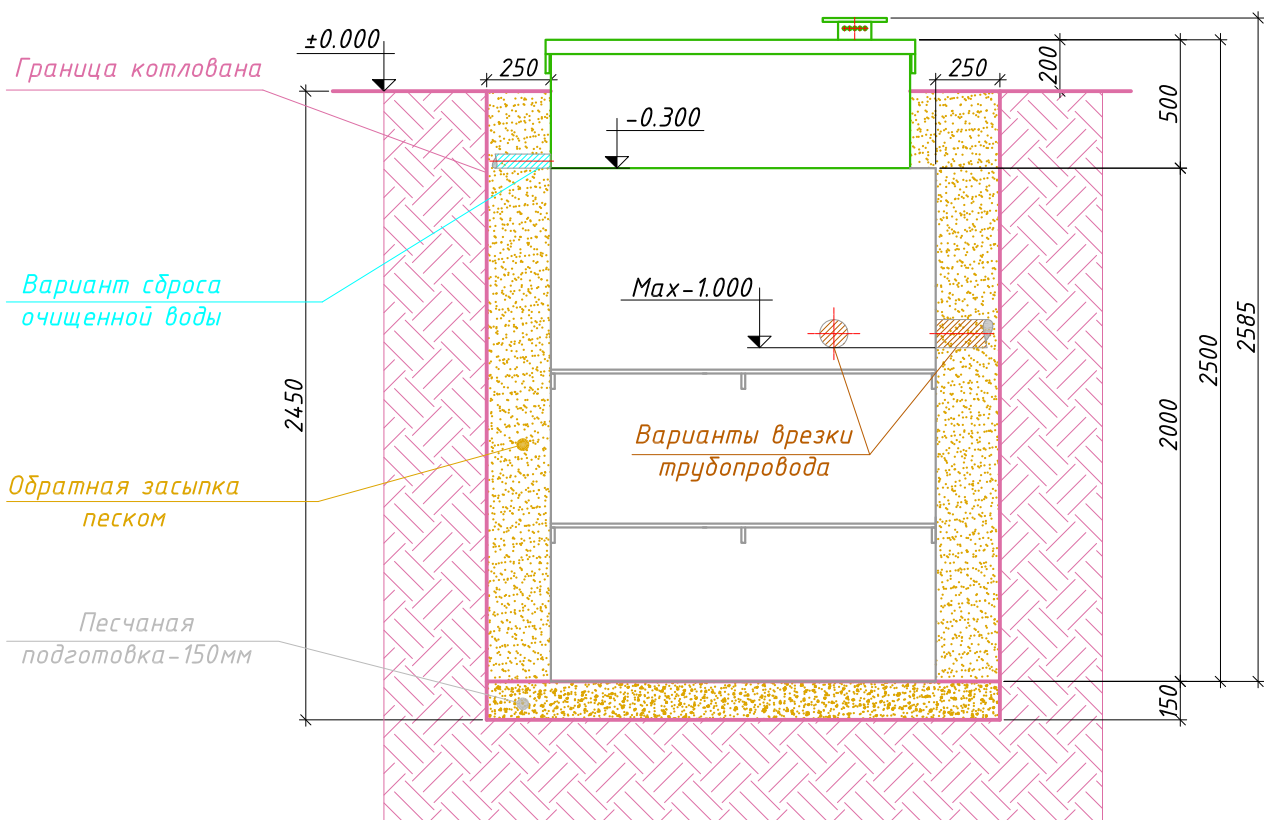 ±0.000
Граница котлована
250
250
200
500
-0.300
Вариант сброса
очищенной воды
Max-1.000
2585
2500
2450
2000
Варианты врезки
трубопровода
Обратная засыпка
песком
Песчаная
подготовка-150мм
150